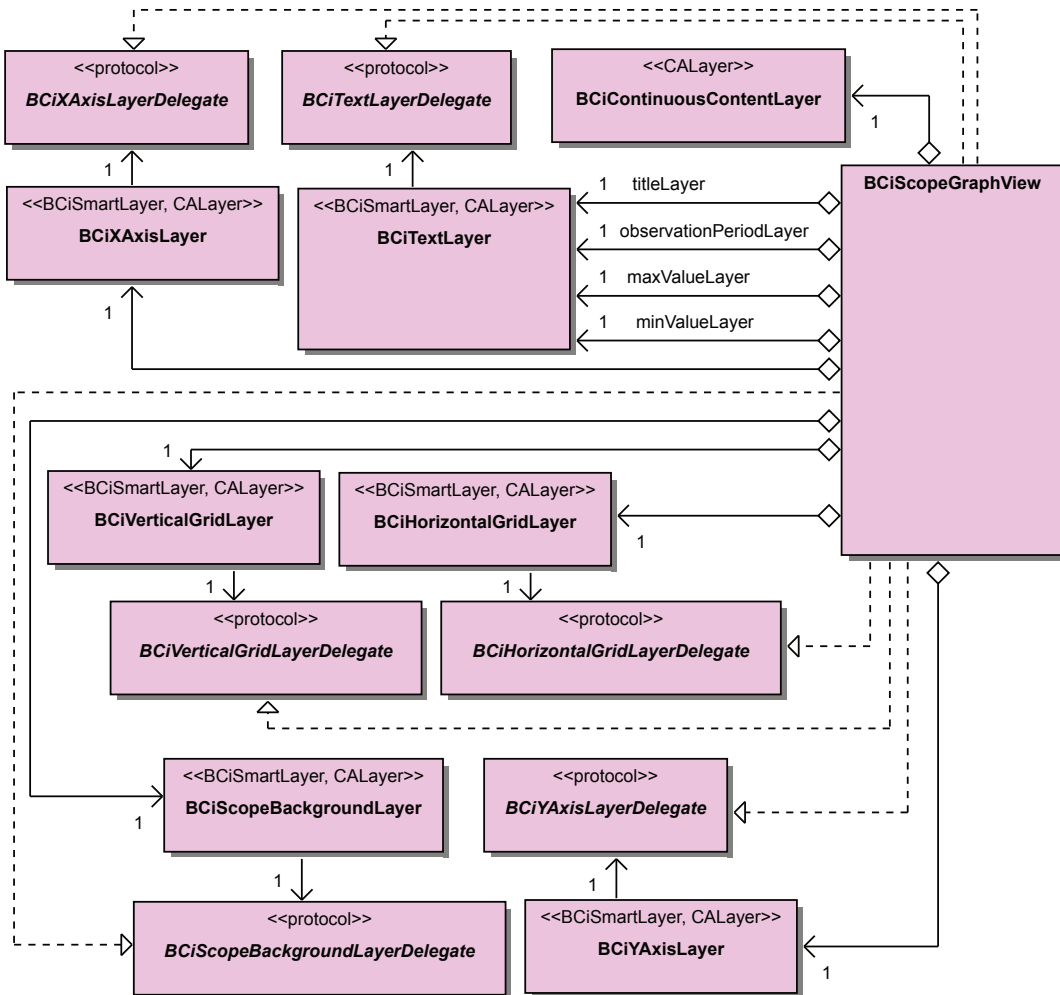 <<protocol>>
BCiXAxisLayerDelegate
<<protocol>>
BCiTextLayerDelegate
<<CALayer>>
BCiContinuousContentLayer
1
1
1
BCiScopeGraphView
<<BCiSmartLayer, CALayer>>
BCiXAxisLayer
<<BCiSmartLayer, CALayer>>
BCiTextLayer
1 titleLayer
1 observationPeriodLayer
1 maxValueLayer
1 minValueLayer
1
1
<<BCiSmartLayer, CALayer>>
BCiVerticalGridLayer
<<BCiSmartLayer, CALayer>>
BCiHorizontalGridLayer
1
1
1
<<protocol>>
BCiVerticalGridLayerDelegate
<<protocol>>
BCiHorizontalGridLayerDelegate
<<BCiSmartLayer, CALayer>>
BCiScopeBackgroundLayer
<<protocol>>
BCiYAxisLayerDelegate
1
1
1
<<protocol>>
BCiScopeBackgroundLayerDelegate
<<BCiSmartLayer, CALayer>>
BCiYAxisLayer
1